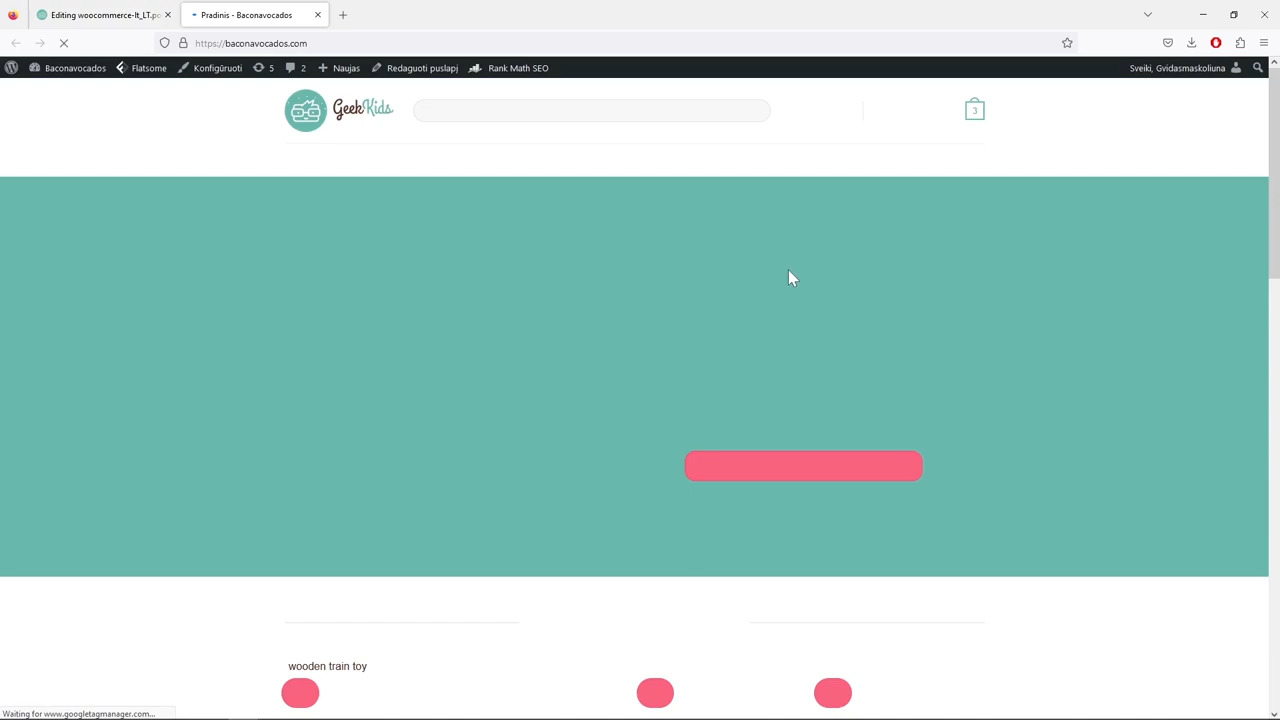 Editing woocommerce-lt_LT.po
Pradinis - Baconavocados
https://baconavocados.com
Baconavocados Flatsome Konfigūruoti 5 2 Naujas Redaguoti puslapį Rank Math SEO Sveiki, Gvidasmaskoliuna
GeekKids
3
wooden train toy
Waiting for www.googletagmanager.com...